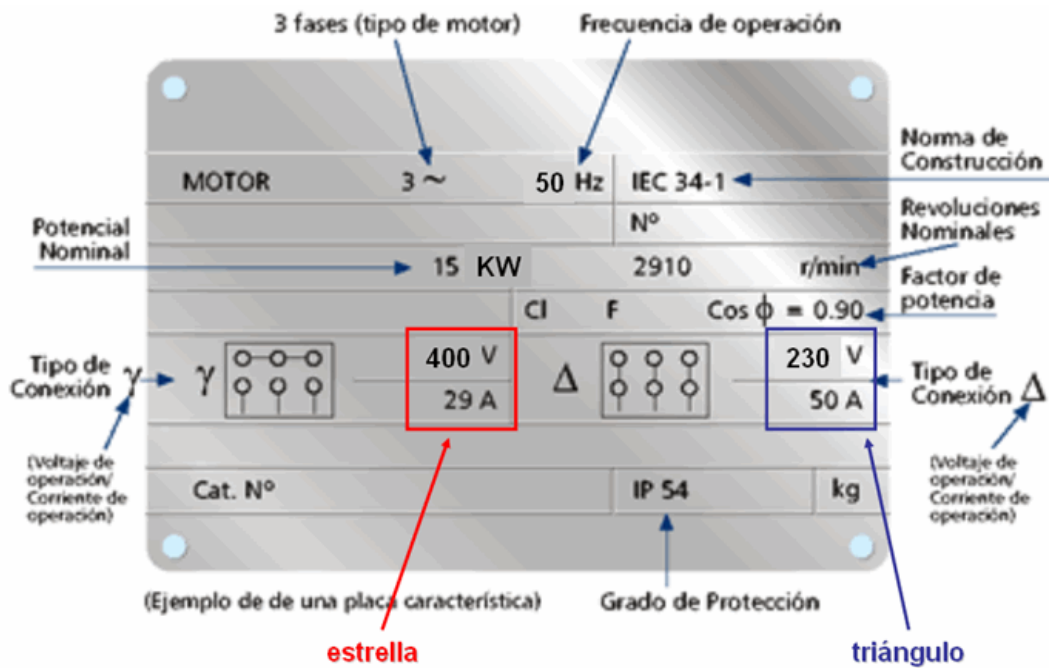 3 fases (tipo de motor)
Frecuencia de operación
Norma de
Construcción
MOTOR 3 ~ 50 Hz IEC 34-1
Nº
Revoluciones
Nominales
Potencial
Nominal
15 KW 2910 r/min
Factor de
potencia
Cl F Cos ϕ = 0.90
Tipo de
Conexión γ
γ
400 V
29 A
Δ
230 V
50 A
Tipo de
Conexión Δ
(Voltaje de
operación/
Corriente de
operación)
(Voltaje de
operación/
Corriente de
operación)
Cat. Nº IP 54 kg
(Ejemplo de de una placa característica)
Grado de Protección
estrella
triángulo